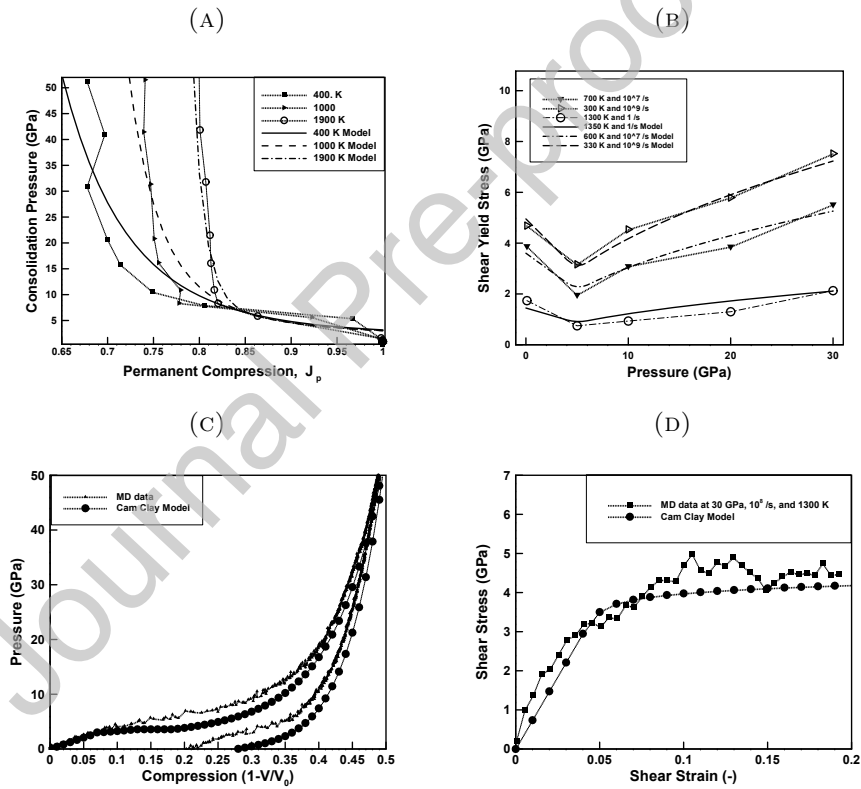 (A)
(B)
Consolidation Pressure (GPa)
50
45
40
35
30
25
20
15
10
5
0.65 0.7 0.75 0.8 0.85 0.9 0.95 1
Permanent Compression, J_p
400. K
1000
1900 K
400 K Model
1000 K Model
1900 K Model
Shear Yield Stress (GPa)
10
8
6
4
2
0
0 10 20 30
Pressure (GPa)
700 K and 10^7 /s
300 K and 10^9 /s
1300 K and 1 /s
1350 K and 1/s Model
600 K and 10^7 /s Model
330 K and 10^9 /s Model
(C)
(D)
Pressure (GPa)
50
40
30
20
10
0
0 0.05 0.1 0.15 0.2 0.25 0.3 0.35 0.4 0.45 0.5
Compression (1-V/V₀)
MD data
Cam Clay Model
Shear Stress (GPa)
7
6
5
4
3
2
1
0
0 0.05 0.1 0.15 0.2
Shear Strain (-)
MD data at 30 GPa, 10⁸ /s, and 1300 K
Cam Clay Model
Journal Pre-proof